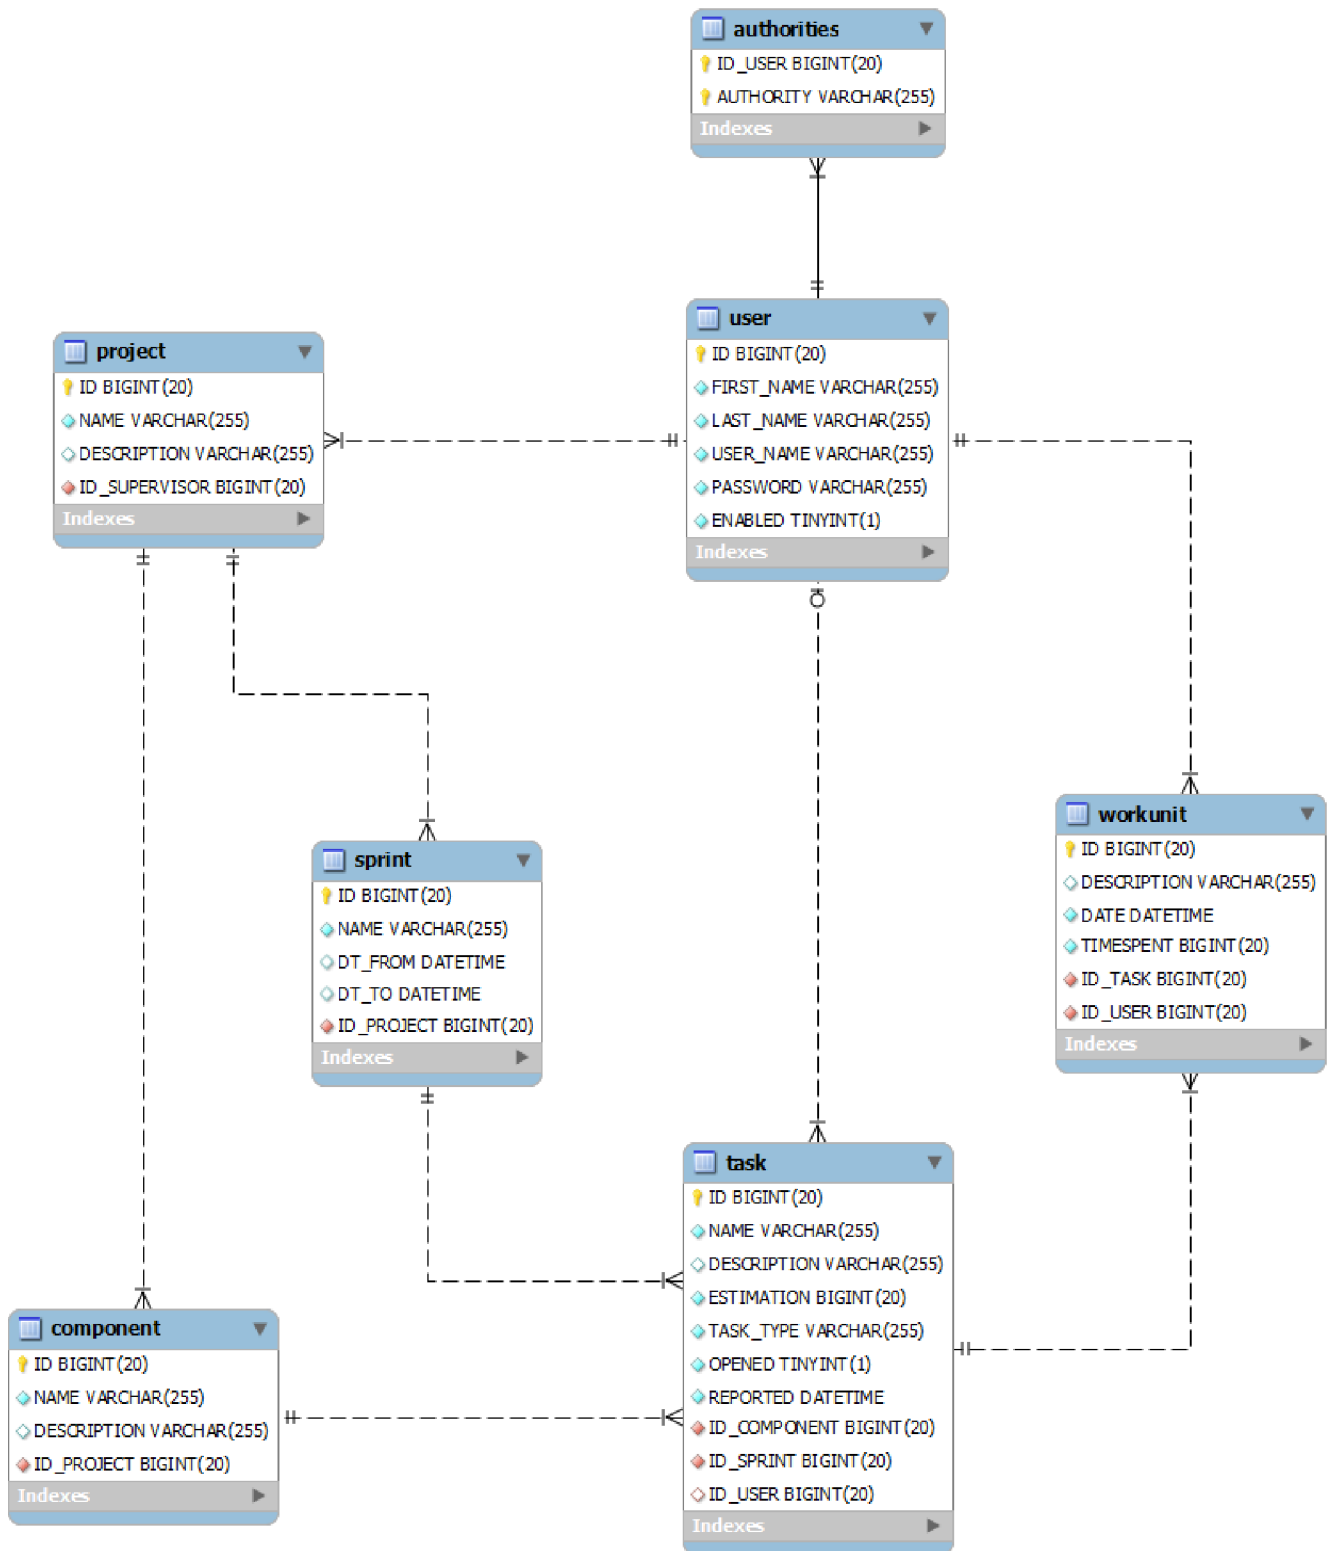 authorities
ID_USER BIGINT(20)
AUTHORITY VARCHAR(255)
Indexes
user
ID BIGINT(20)
FIRST_NAME VARCHAR(255)
LAST_NAME VARCHAR(255)
USER_NAME VARCHAR(255)
PASSWORD VARCHAR(255)
ENABLED TINYINT(1)
Indexes
project
ID BIGINT(20)
NAME VARCHAR(255)
DESCRIPTION VARCHAR(255)
ID_SUPERVISOR BIGINT(20)
Indexes
workunit
ID BIGINT(20)
DESCRIPTION VARCHAR(255)
DATE DATETIME
TIMESPENT BIGINT(20)
ID_TASK BIGINT(20)
ID_USER BIGINT(20)
Indexes
sprint
ID BIGINT(20)
NAME VARCHAR(255)
DT_FROM DATETIME
DT_TO DATETIME
ID_PROJECT BIGINT(20)
Indexes
task
ID BIGINT(20)
NAME VARCHAR(255)
DESCRIPTION VARCHAR(255)
ESTIMATION BIGINT(20)
TASK_TYPE VARCHAR(255)
OPENED TINYINT(1)
REPORTED DATETIME
ID_COMPONENT BIGINT(20)
ID_SPRINT BIGINT(20)
ID_USER BIGINT(20)
Indexes
component
ID BIGINT(20)
NAME VARCHAR(255)
DESCRIPTION VARCHAR(255)
ID_PROJECT BIGINT(20)
Indexes